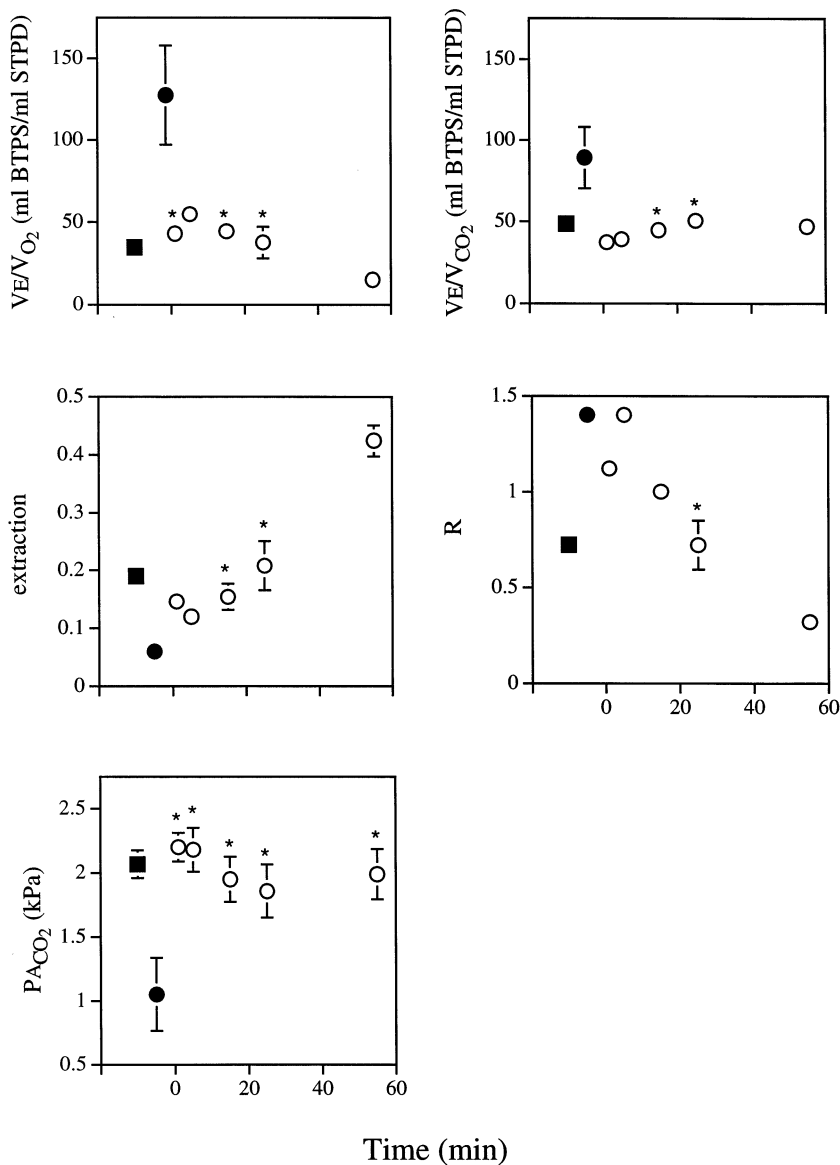 VE/VO2 (ml BTPS/ml STPD)
150
100
50
0
* * *
VE/VCO2 (ml BTPS/ml STPD)
150
100
50
0
* *
extraction
0.5
0.4
0.3
0.2
0.1
0
* *
R
1.5
1
0.5
0
*
0 20 40 60
PACO2 (kPa)
2.5
2
1.5
1
0.5
* * * * *
0 20 40 60
Time (min)